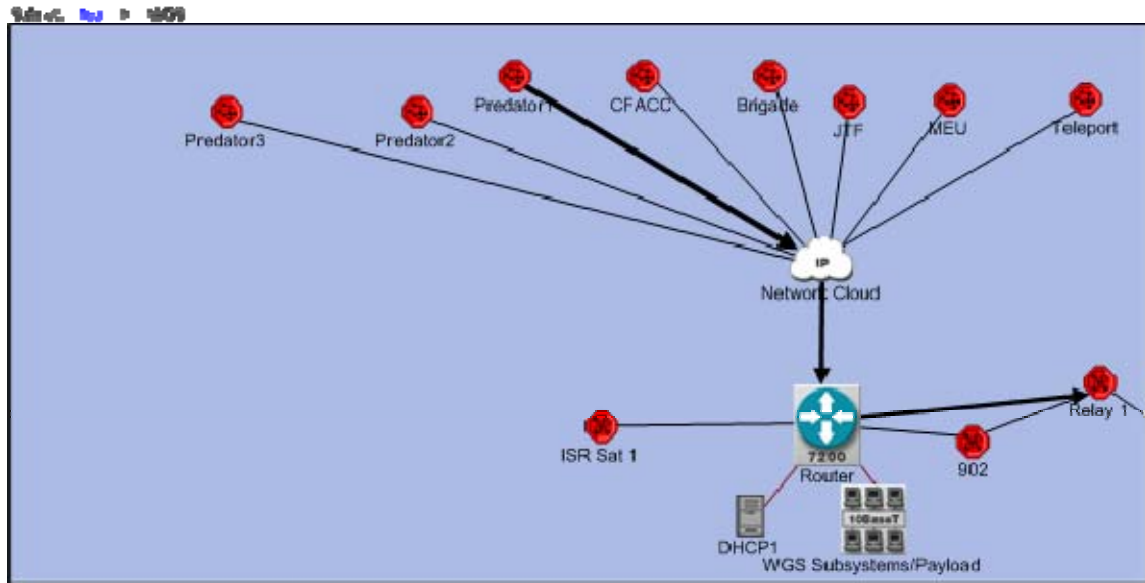 Predator1
CFACC
Brigade
JTF
MEU
Teleport
Predator3
Predator2
IP
Network Cloud
Relay 1
ISR Sat 1
7200
Router
902
10BaseT
DHCP1
WGS Subsystems/Payload